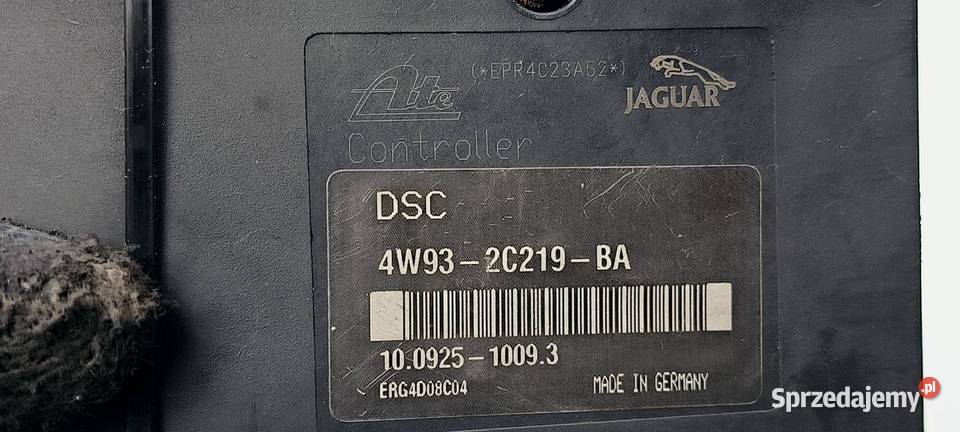 Ate
(*EPR4C23A52*)
JAGUAR
Controller
DSC
4W93-2C219-BA
10.0925-1009.3
ERG4D08C04
MADE IN GERMANY
Sprzedajemy.pl